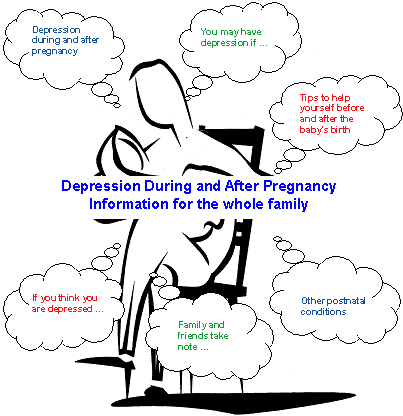 Depression
during and after
pregnancy
You may have
depression if ...
Tips to help
yourself before
and after the
baby's birth
Depression During and After Pregnancy
Information for the whole family
If you think you
are depressed ...
Family and
friends take
note ...
Other postnatal
conditions